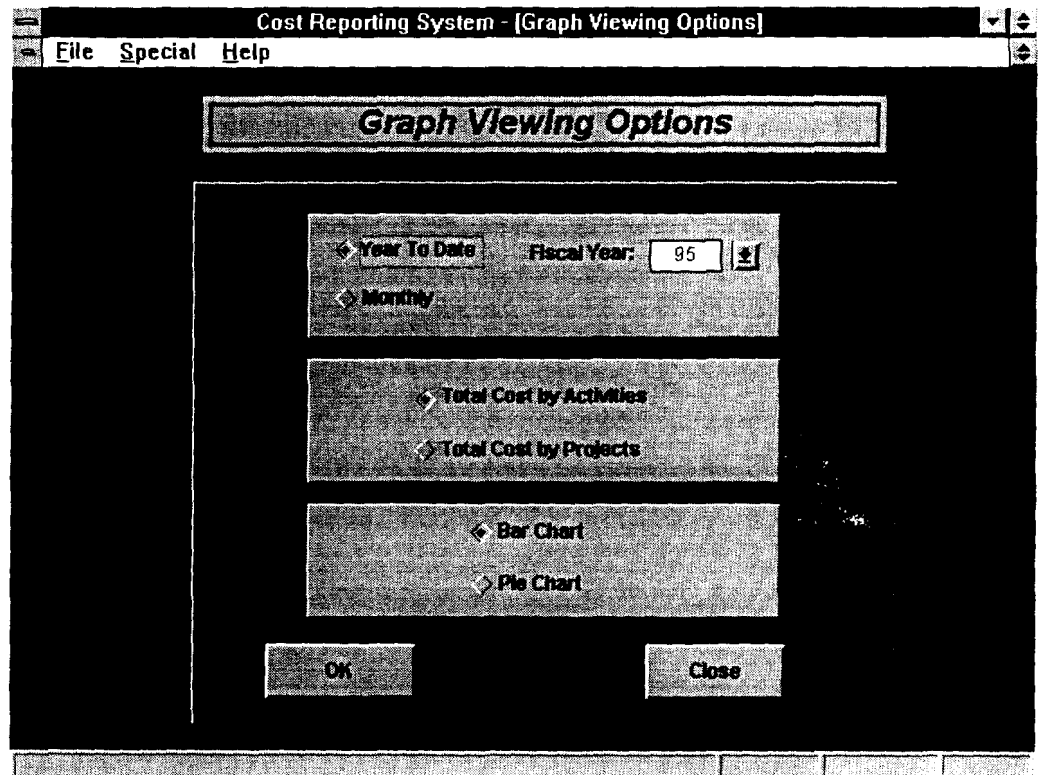 Cost Reporting System - [Graph Viewing Options]
File Special Help
Graph Viewing Options
Year To Date Fiscal Year: 95
Monthly
Total Cost by Activities
Total Cost by Projects
Bar Chart
Pie Chart
OK Close